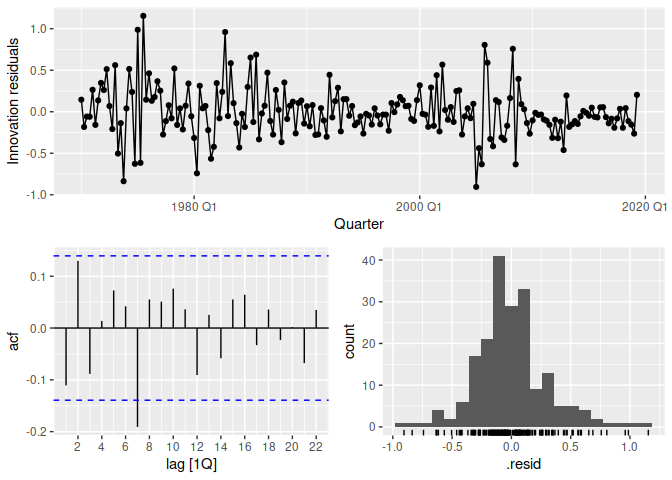 1.0
0.5
0.0
-0.5
-1.0
Innovation residuals
1980 Q1 2000 Q1 2020 Q1
Quarter
0.1
0.0
-0.1
-0.2
acf
2 4 6 8 10 12 14 16 18 20 22
lag [1Q]
40
30
20
10
0
count
-1.0 -0.5 0.0 0.5 1.0
.resid